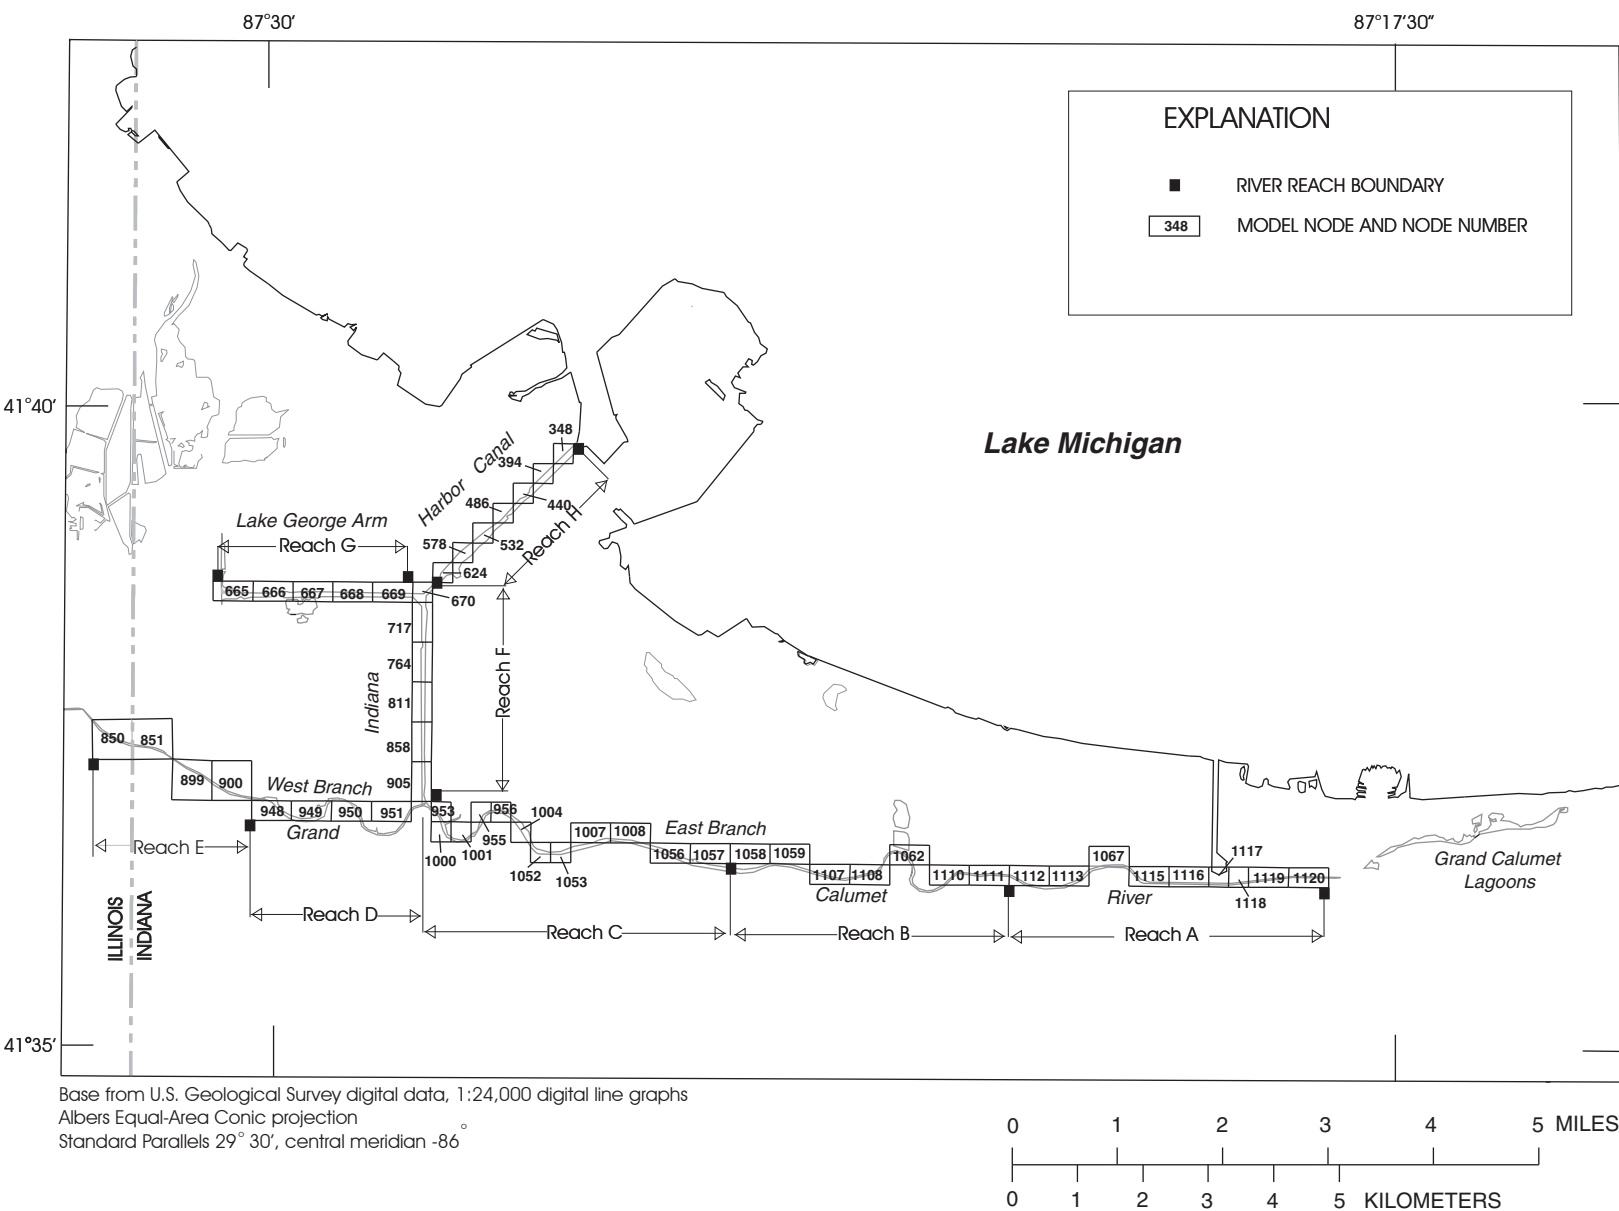 87°30′
87°17′30″
EXPLANATION
RIVER REACH BOUNDARY
348
MODEL NODE AND NODE NUMBER
41°40′
Lake Michigan
Harbor Canal
348
394
440
486
532
578
624
Reach H
Lake George Arm
Reach G
665 666 667 668 669
670
717
764
811
858
905
Indiana
Reach F
850 851
899 900
West Branch
948 949 950 951
Grand
953
955
956
1004
1000
1001
1052
1053
1007 1008
East Branch
1056 1057 1058 1059
1062
1067
1107 1108
1110 1111 1112 1113
1115 1116
1117
1118
1119 1120
Calumet
River
Grand Calumet
Lagoons
Reach E
Reach D
Reach C
Reach B
Reach A
ILLINOIS
INDIANA
41°35′
Base from U.S. Geological Survey digital data, 1:24,000 digital line graphs
Albers Equal-Area Conic projection
Standard Parallels 29° 30′, central meridian -86°
0 1 2 3 4 5 MILES
0 1 2 3 4 5 KILOMETERS